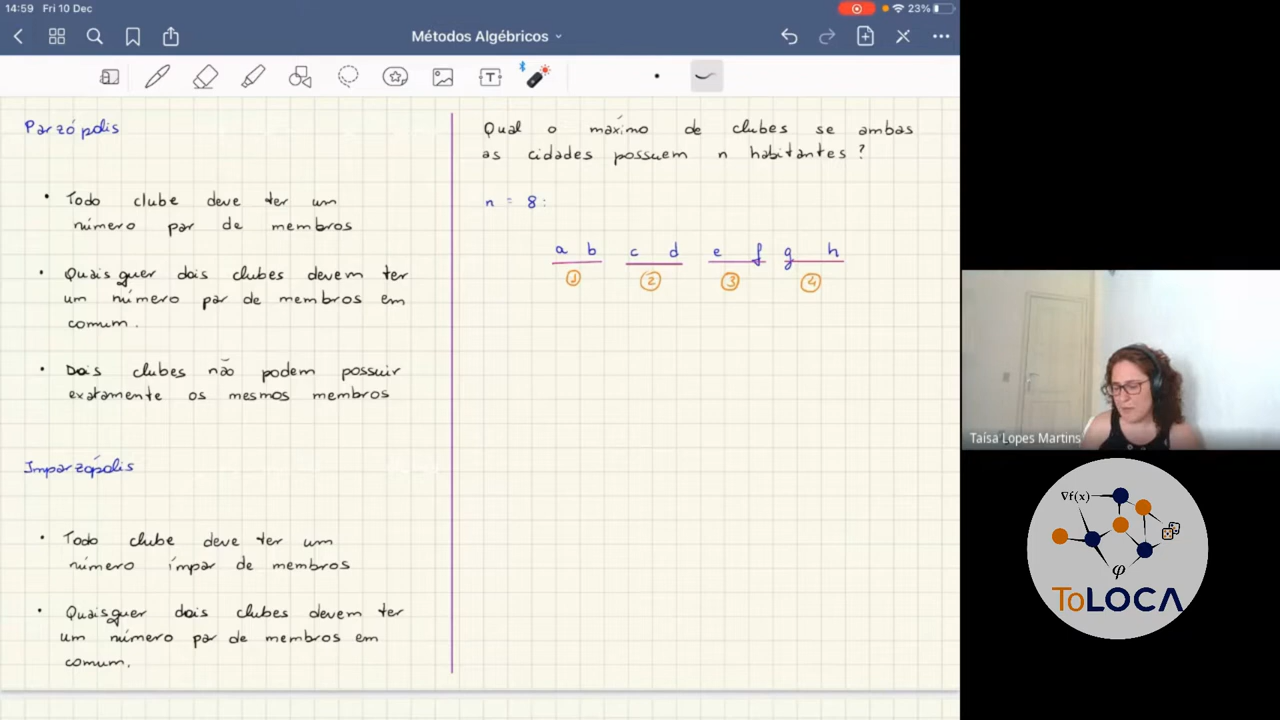 14:59 Fri 10 Dec
23%
Métodos Algébricos
Parzópolis
• Todo clube deve ter um
número par de membros
• Quaisquer dois clubes devem ter
um número par de membros em
comum.
• Dois clubes não podem possuir
exatamente os mesmos membros
Imparzópolis
• Todo clube deve ter um
número ímpar de membros
• Quaisquer dois clubes devem ter
um número par de membros em
comum.
Qual o máximo de clubes se ambas
as cidades possuem n habitantes?
n = 8:
a b c d e f g h
1 2 3 4
Taísa Lopes Martins
∇f(x)
φ
ToLOCA